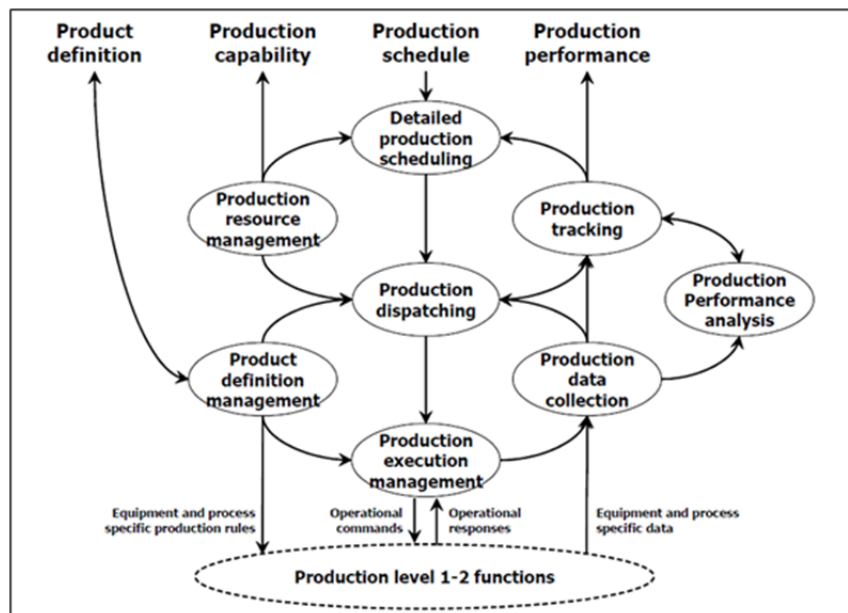 Product
definition
Production
capability
Production
schedule
Production
performance
Detailed
production
scheduling
Production
resource
management
Production
tracking
Production
dispatching
Production
Performance
analysis
Product
definition
management
Production
data
collection
Production
execution
management
Equipment and process
specific production rules
Operational
commands
Operational
responses
Equipment and process
specific data
Production level 1-2 functions